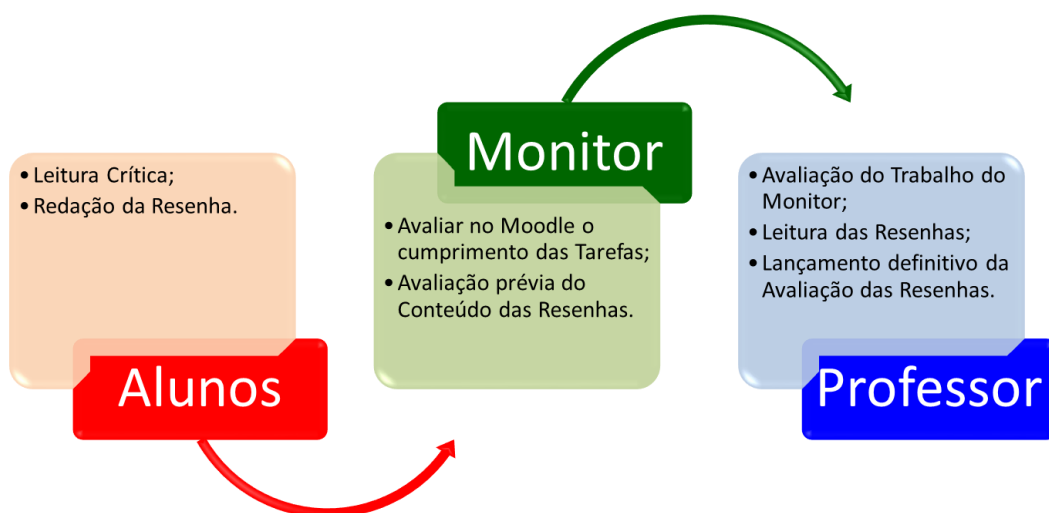 • Leitura Crítica;
• Redação da Resenha.
Alunos
Monitor
• Avaliar no Moodle o
cumprimento das Tarefas;
• Avaliação prévia do
Conteúdo das Resenhas.
• Avaliação do Trabalho do
Monitor;
• Leitura das Resenhas;
• Lançamento definitivo da
Avaliação das Resenhas.
Professor